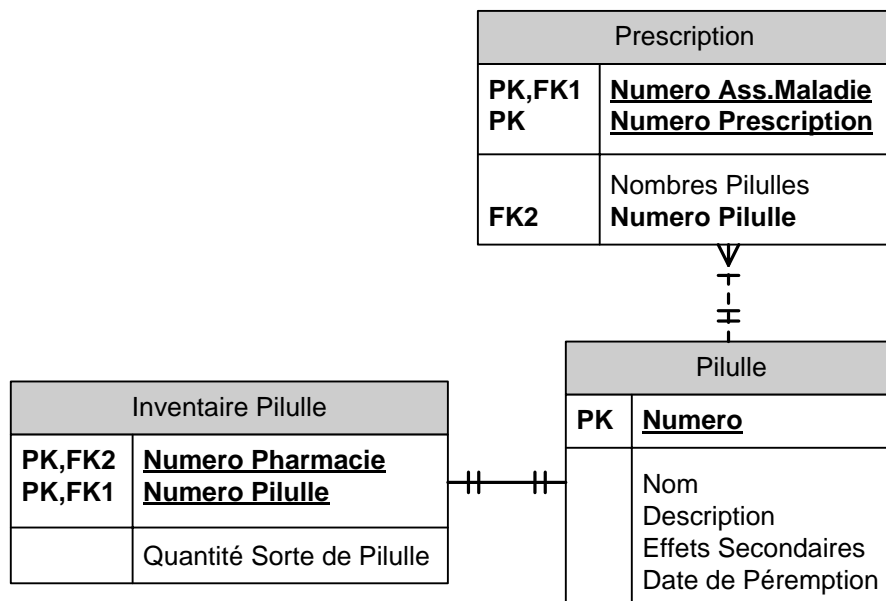 Prescription
PK,FK1 Numero Ass.Maladie
PK Numero Prescription
Nombres Pilulles
FK2 Numero Pilulle
Pilulle
PK Numero
Nom
Description
Effets Secondaires
Date de Péremption
Inventaire Pilulle
PK,FK2 Numero Pharmacie
PK,FK1 Numero Pilulle
Quantité Sorte de Pilulle